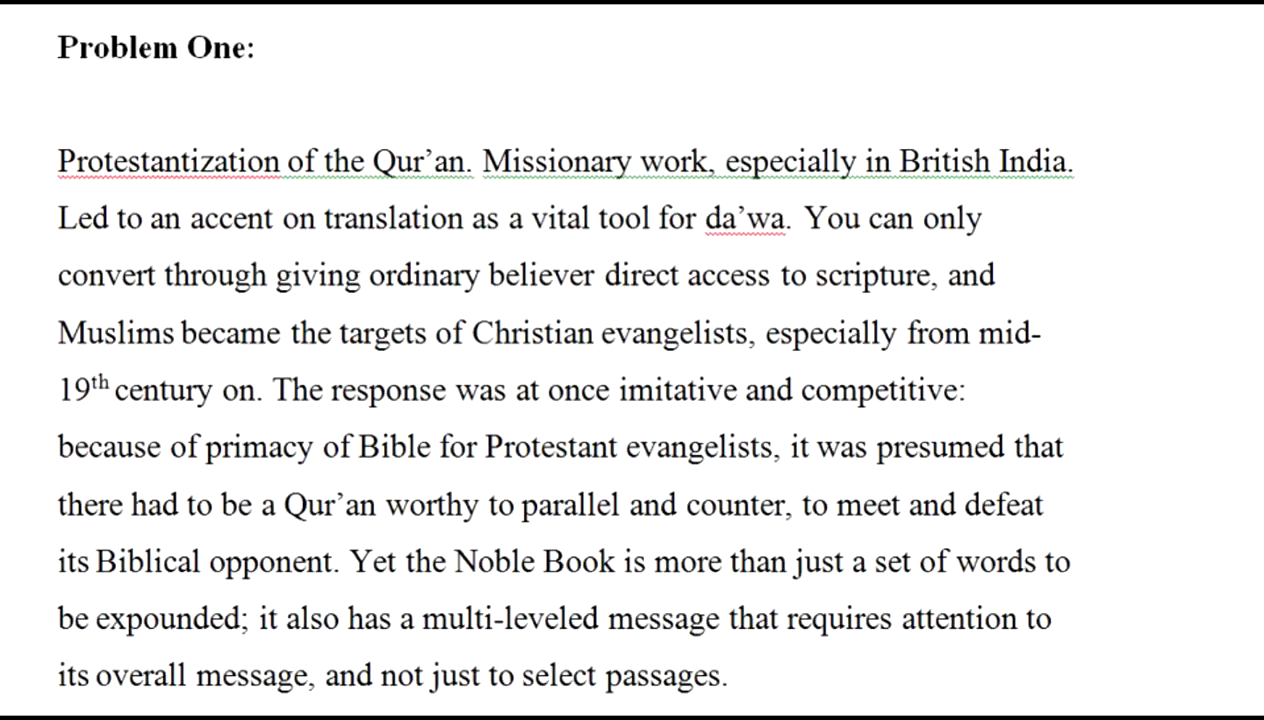 Problem One:
Protestantization of the Qur’an. Missionary work, especially in British India.
Led to an accent on translation as a vital tool for da’wa. You can only
convert through giving ordinary believer direct access to scripture, and
Muslims became the targets of Christian evangelists, especially from mid-
19th century on. The response was at once imitative and competitive:
because of primacy of Bible for Protestant evangelists, it was presumed that
there had to be a Qur’an worthy to parallel and counter, to meet and defeat
its Biblical opponent. Yet the Noble Book is more than just a set of words to
be expounded; it also has a multi-leveled message that requires attention to
its overall message, and not just to select passages.